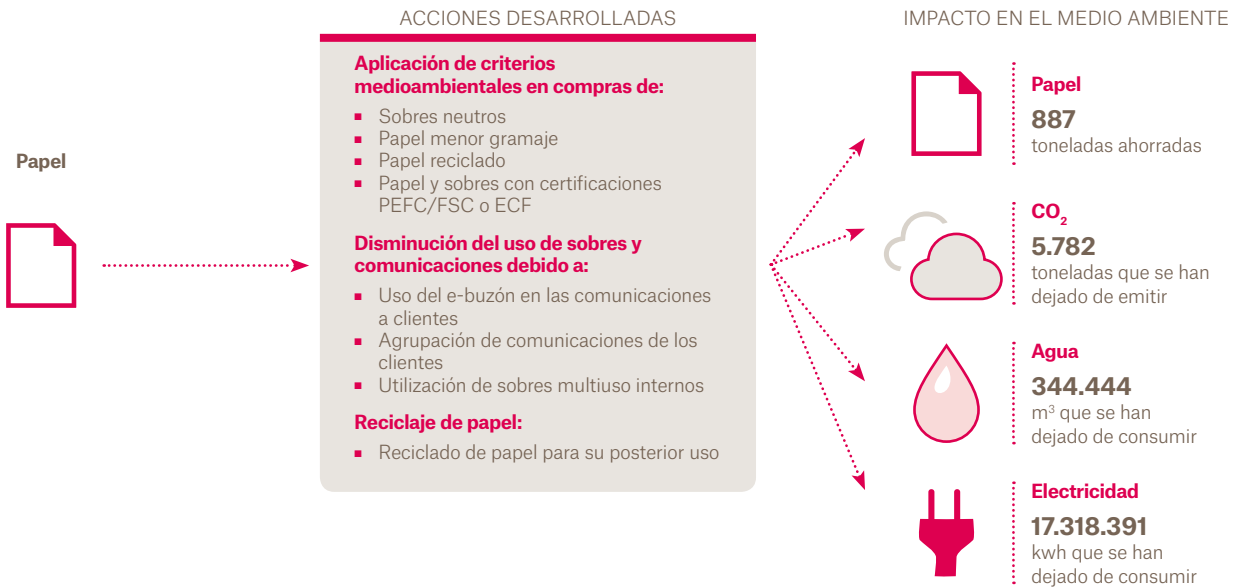 Papel
ACCIONES DESARROLLADAS
Aplicación de criterios
medioambientales en compras de:
▪ Sobres neutros
▪ Papel menor gramaje
▪ Papel reciclado
▪ Papel y sobres con certificaciones
PEFC/FSC o ECF
Disminución del uso de sobres y
comunicaciones debido a:
▪ Uso del e-buzón en las comunicaciones
a clientes
▪ Agrupación de comunicaciones de los
clientes
▪ Utilización de sobres multiuso internos
Reciclaje de papel:
▪ Reciclado de papel para su posterior uso
IMPACTO EN EL MEDIO AMBIENTE
Papel
887
toneladas ahorradas
CO₂
5.782
toneladas que se han
dejado de emitir
Agua
344.444
m³ que se han
dejado de consumir
Electricidad
17.318.391
kwh que se han
dejado de consumir